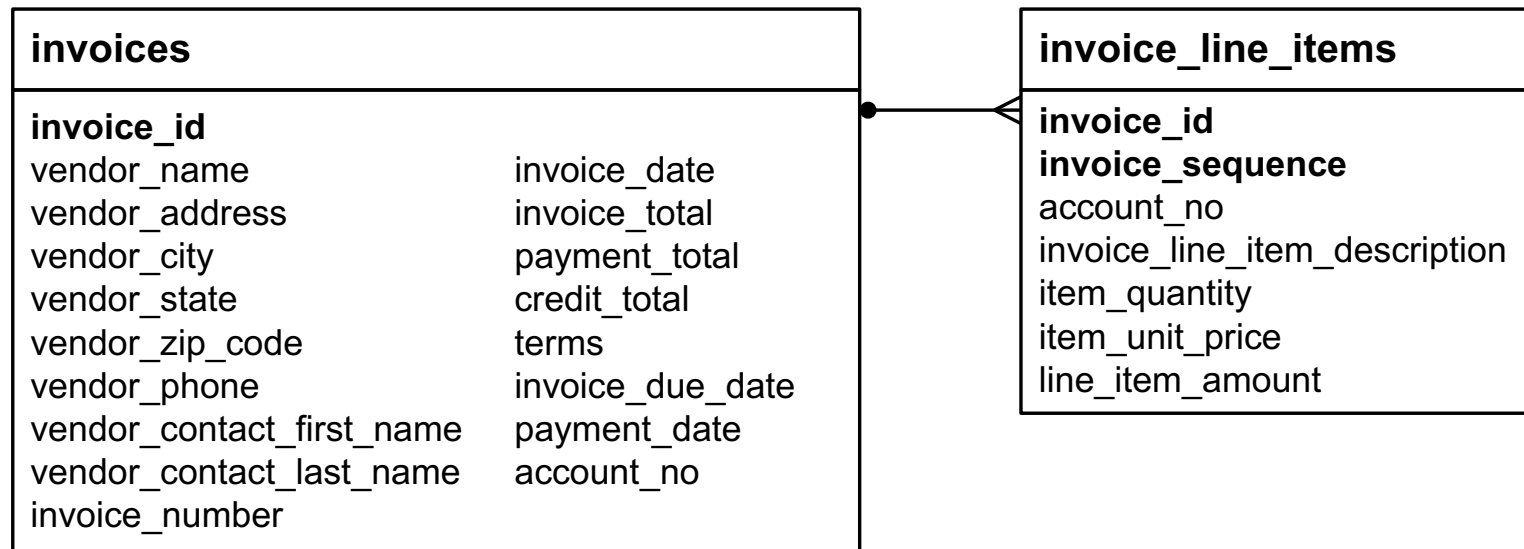 invoices
invoice_id
vendor_name
vendor_address
vendor_city
vendor_state
vendor_zip_code
vendor_phone
vendor_contact_first_name
vendor_contact_last_name
invoice_number
invoice_date
invoice_total
payment_total
credit_total
terms
invoice_due_date
payment_date
account_no
invoice_line_items
invoice_id
invoice_sequence
account_no
invoice_line_item_description
item_quantity
item_unit_price
line_item_amount